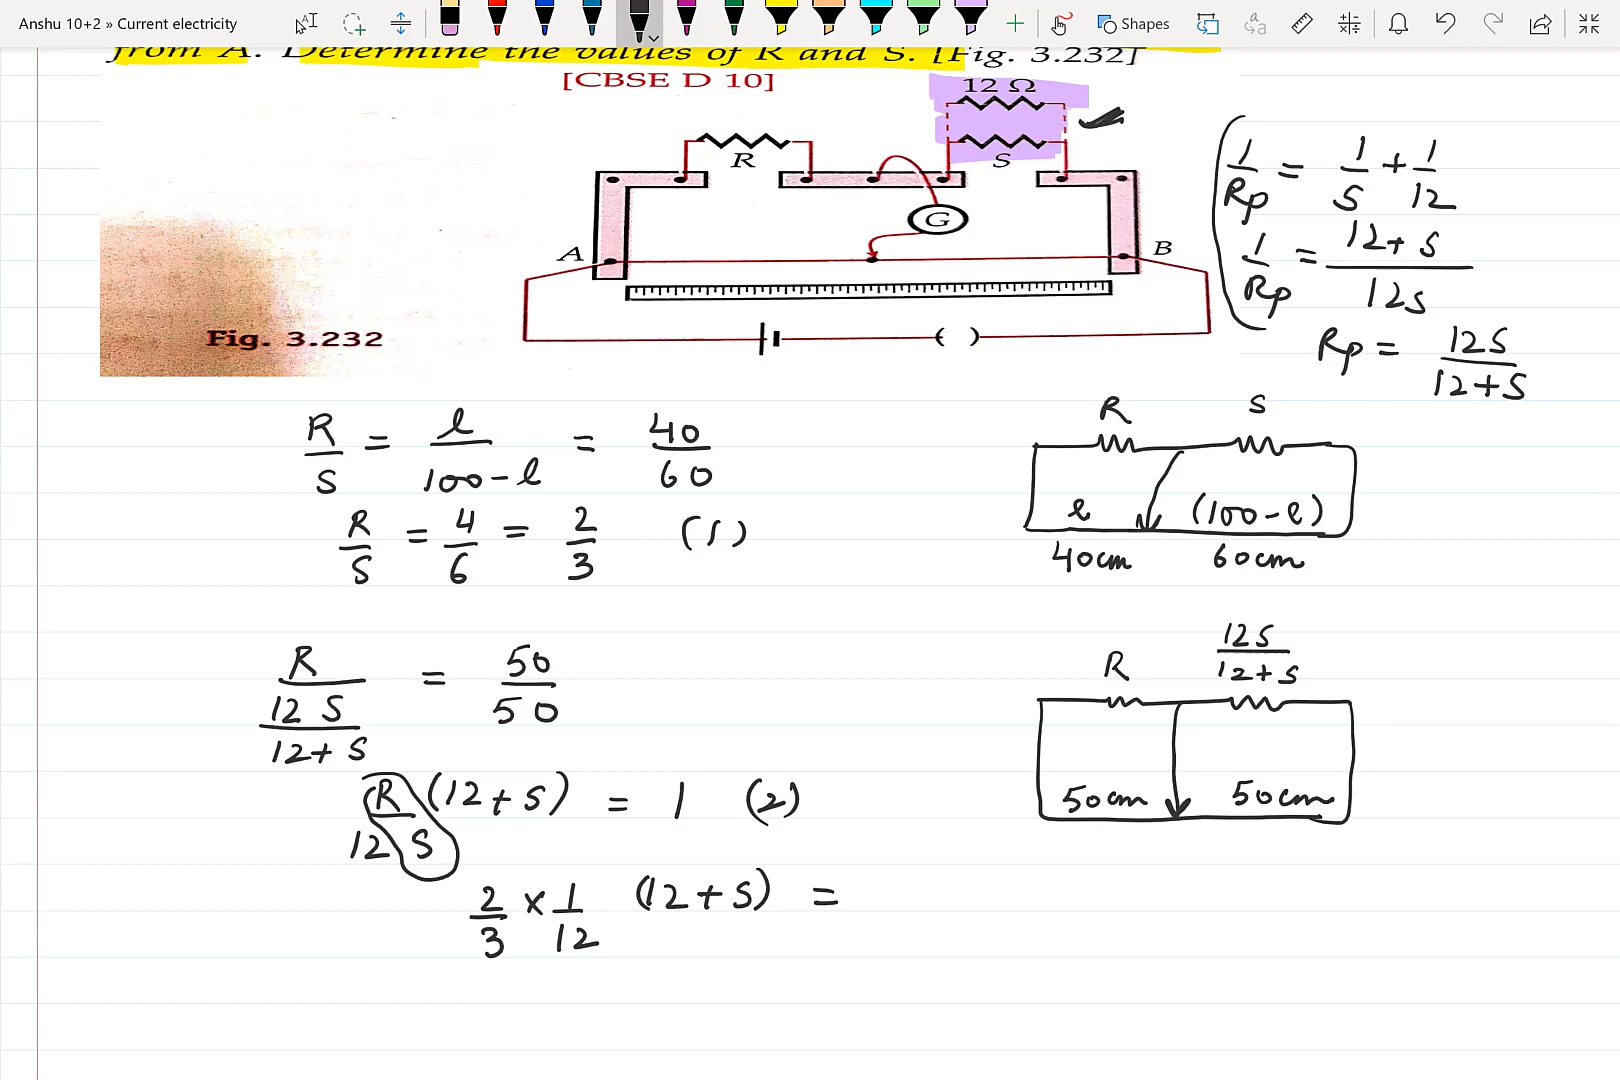 Anshu 10+2 » Current electricity
Shapes
from A. Determine the values of R and S. [Fig. 3.232]
[CBSE D 10]
12 Ω
R
S
G
A
B
Fig. 3.232
1/Rp = 1/S + 1/12
1/Rp = 12+S/12S
Rp = 12S/12+S
R/S = l/100-l = 40/60
R/S = 4/6 = 2/3 (1)
R S
l (100-l)
40cm 60cm
R/(12 S/12+S) = 50/50
R/12 S (12+S) = 1 (2)
2/3 × 1/12 (12+S) =
R 12S/12+S
50cm 50cm